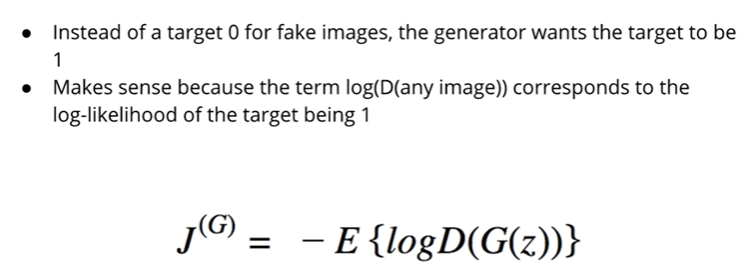 • Instead of a target 0 for fake images, the generator wants the target to be
1
• Makes sense because the term log(D(any image)) corresponds to the
log-likelihood of the target being 1
J^(G) = − E {logD(G(z))}